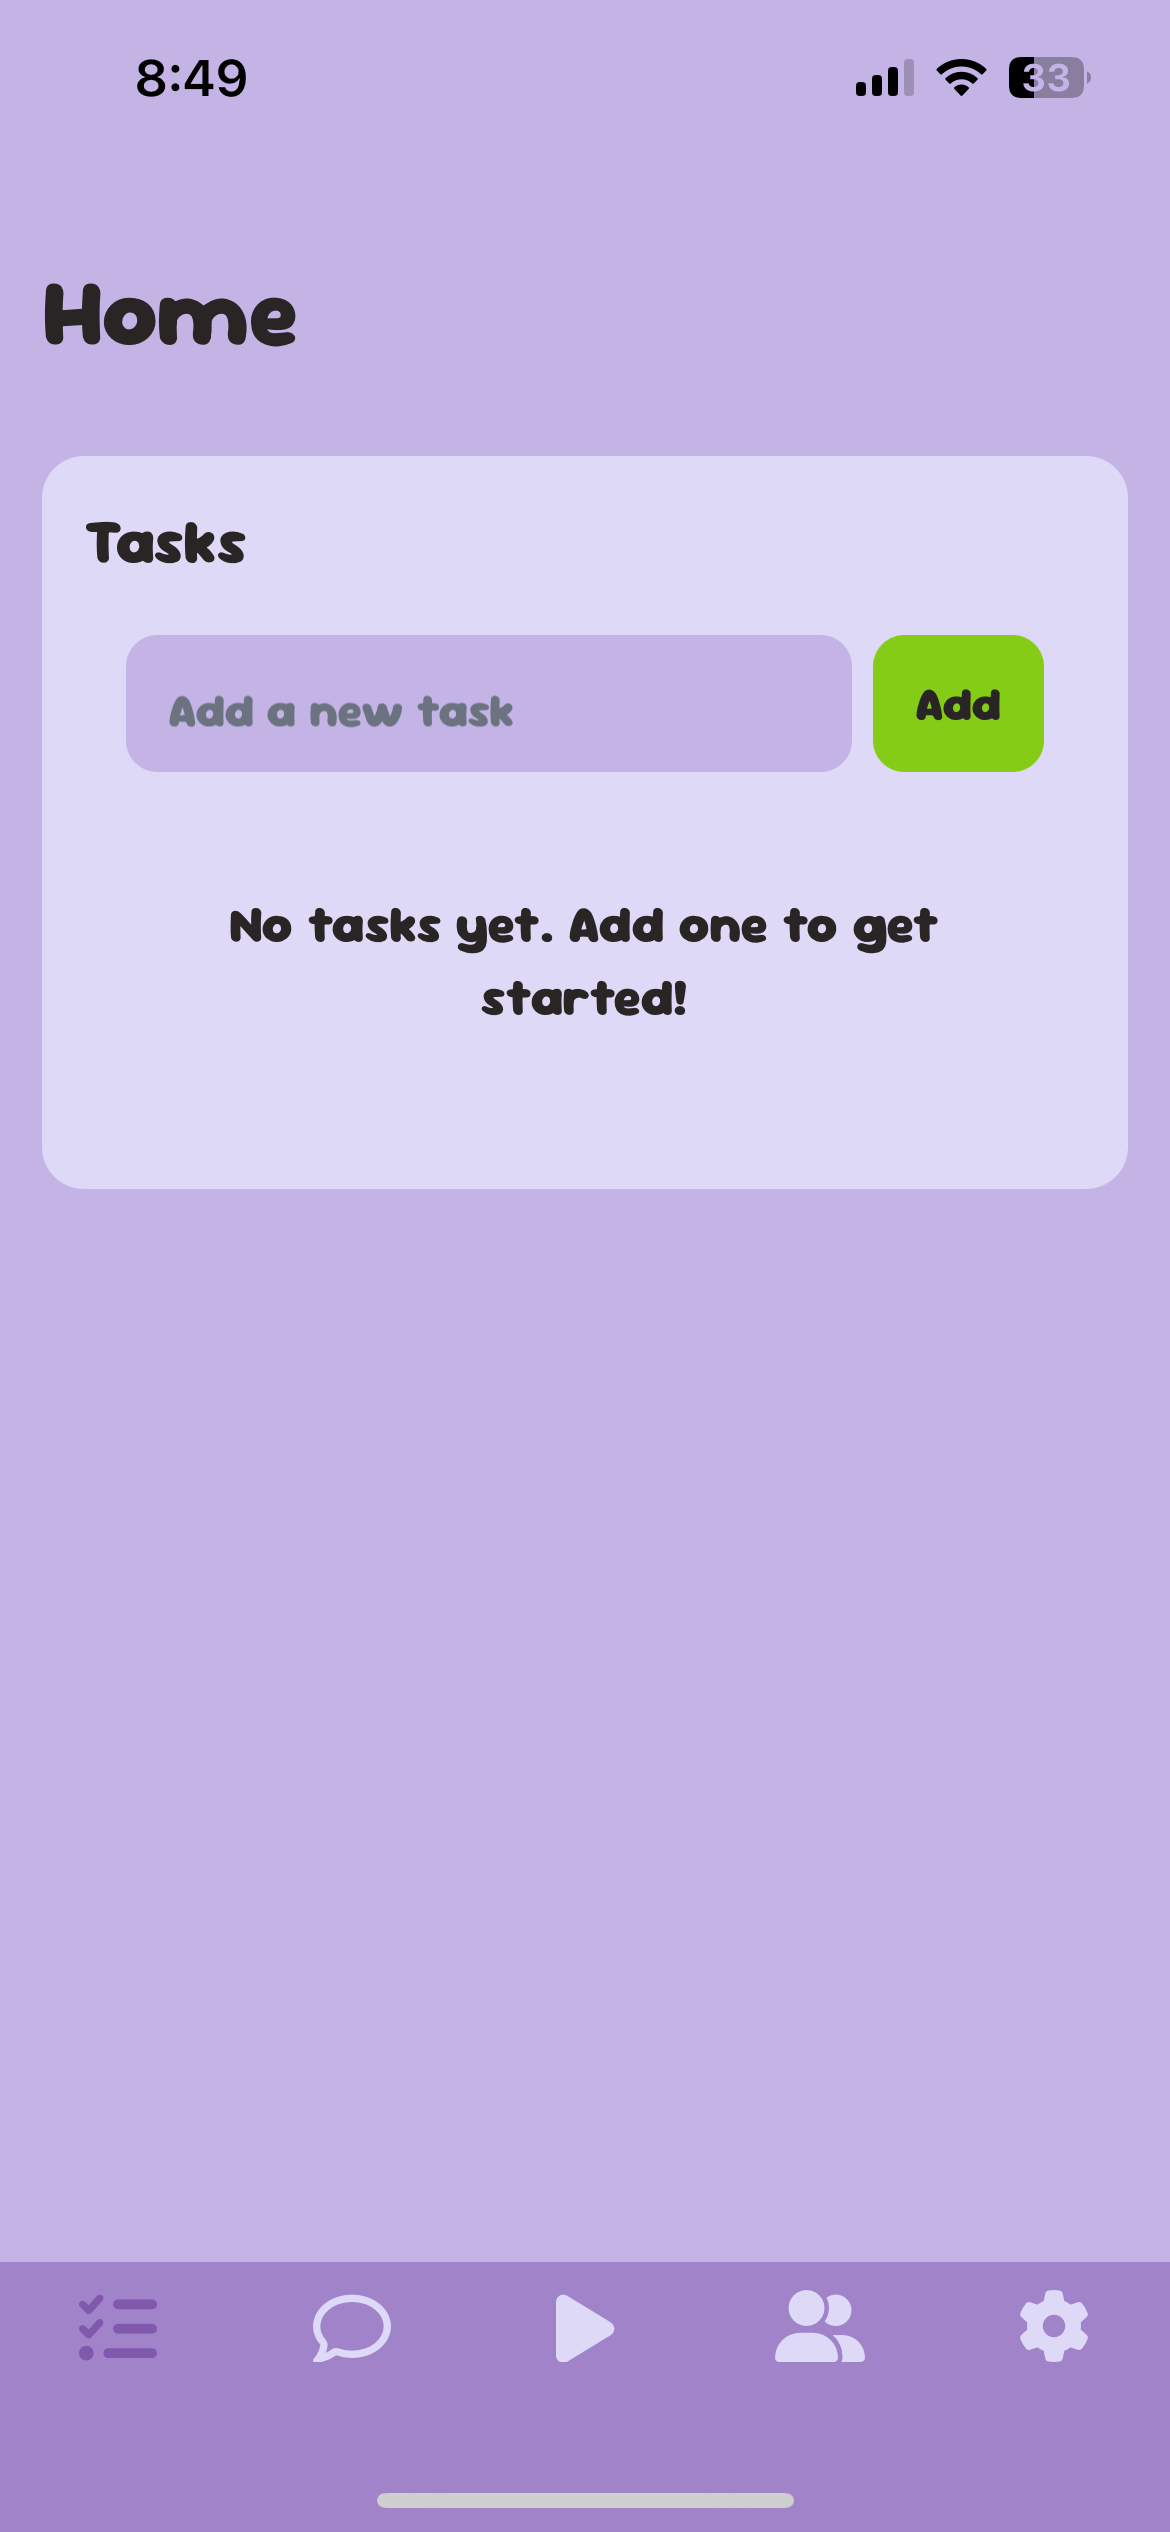 8:49
33
Home
Tasks
Add a new task
Add
No tasks yet. Add one to get
started!